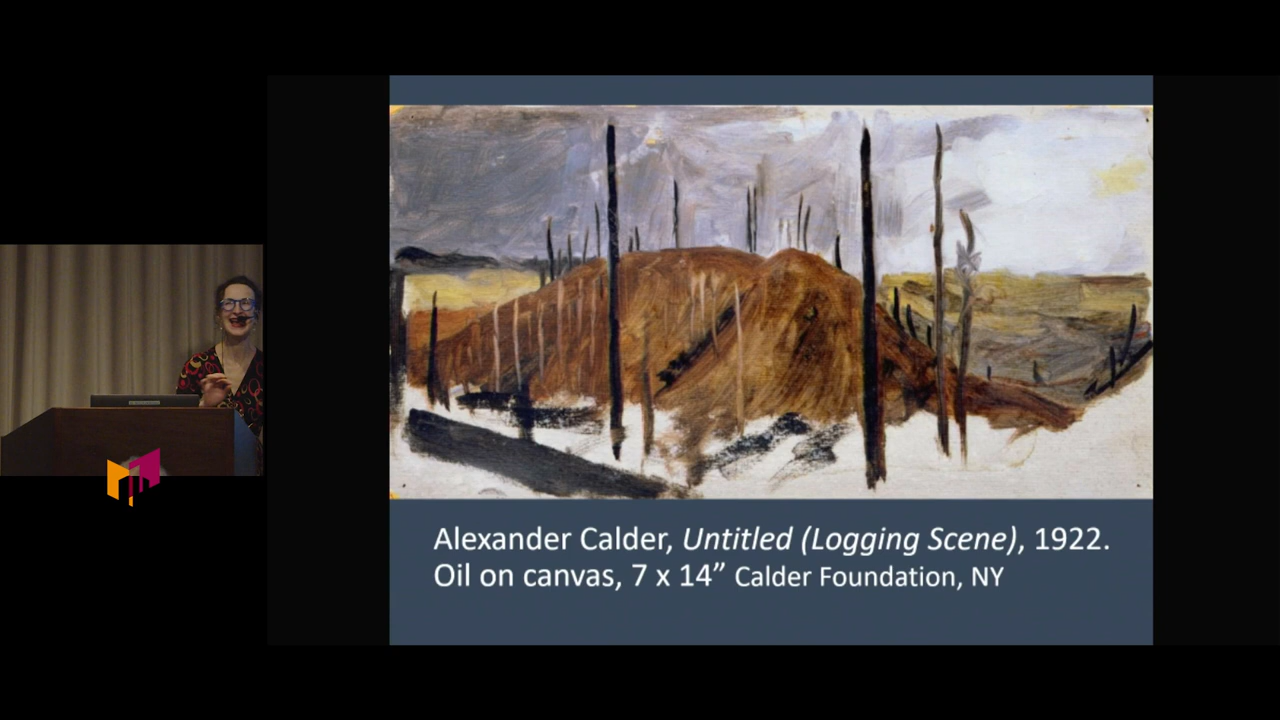 Alexander Calder, Untitled (Logging Scene), 1922.
Oil on canvas, 7 x 14” Calder Foundation, NY